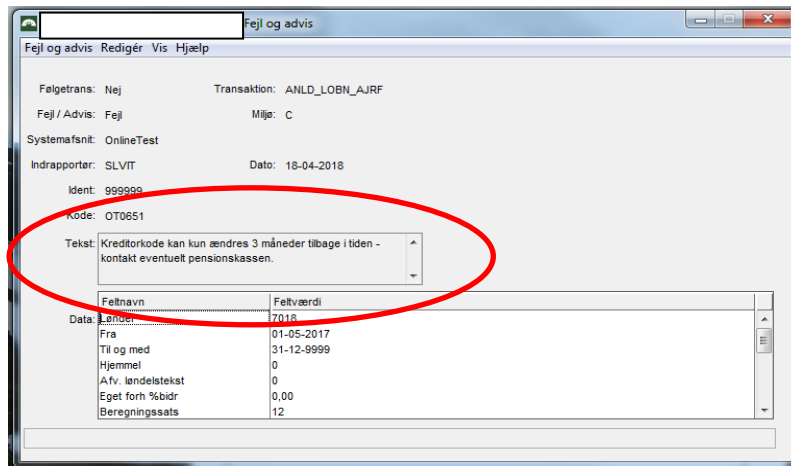 Fejl og advis
Fejl og advis Redigér Vis Hjælp
Følgetrans: Nej Transaktion: ANLD_LOBN_AJRF
Fejl / Advis: Fejl Miljø: C
Systemafsnit: OnlineTest
Indrapportør: SLVIT Dato: 18-04-2018
Ident: 999999
Kode: OT0651
Tekst: Kreditorkode kan kun ændres 3 måneder tilbage i tiden -
kontakt eventuelt pensionskassen.
Feltnavn Feltværdi
Data: Løndel 7018
Fra 01-05-2017
Til og med 31-12-9999
Hjemmel 0
Afv. løndelstekst 0
Eget forh %bidr 0,00
Beregningssats 12